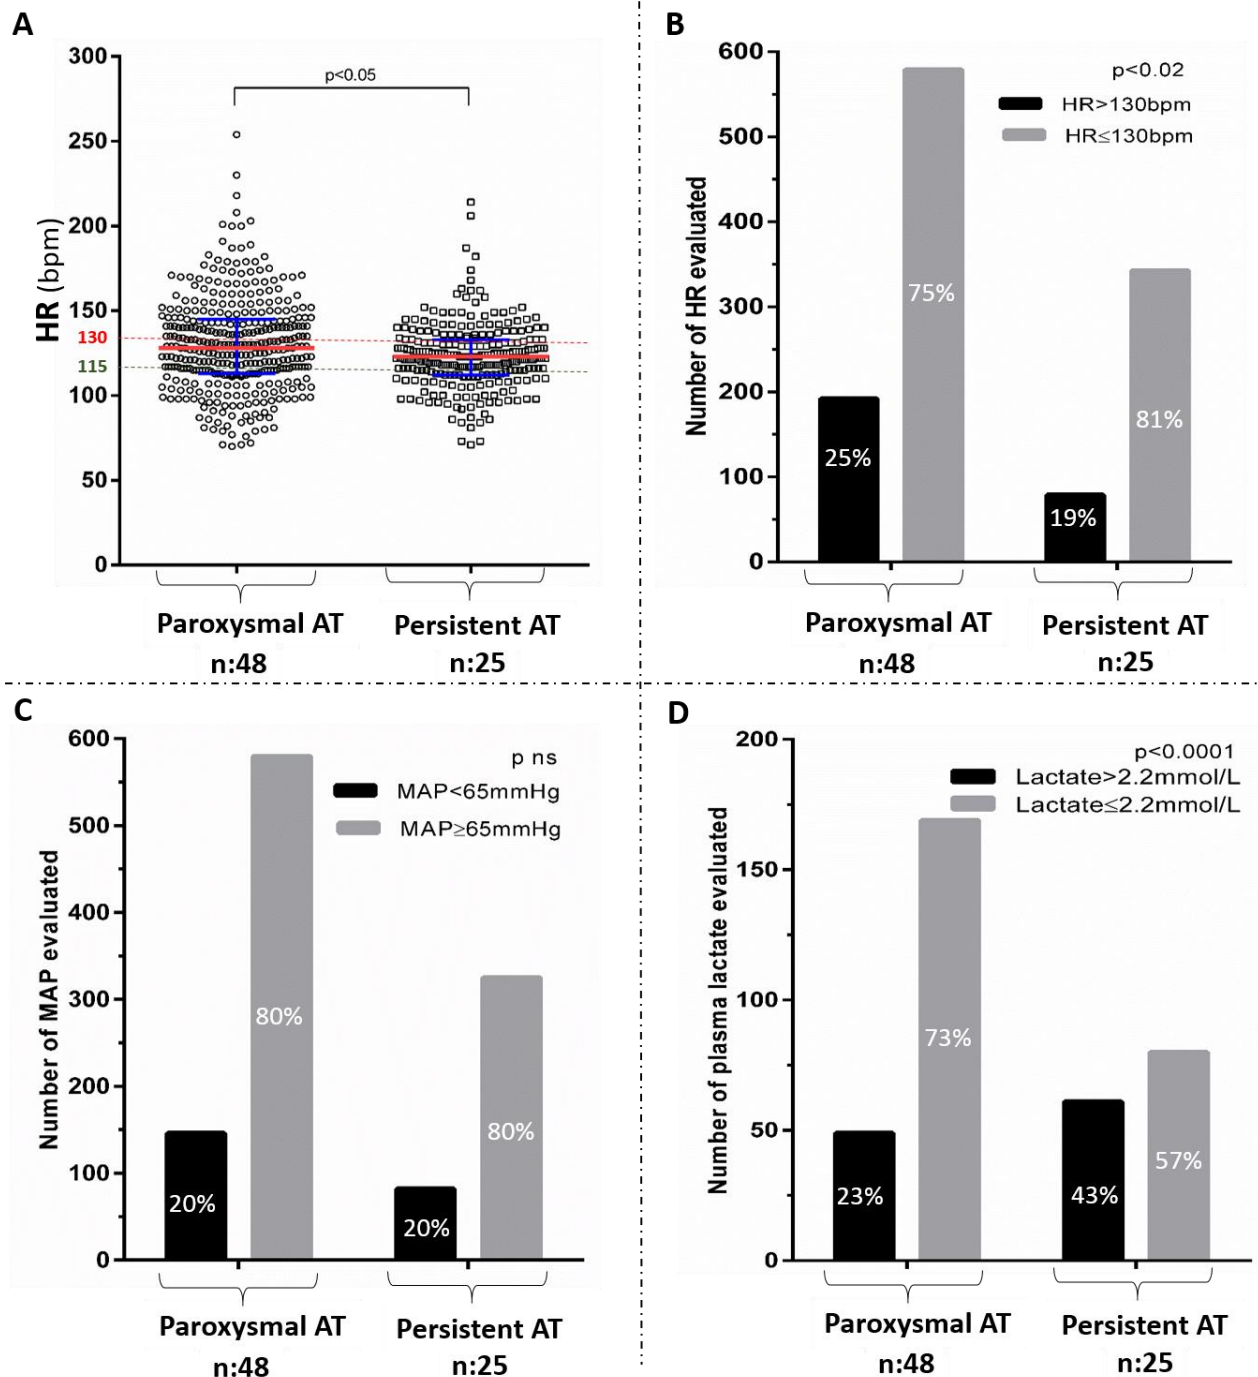 A
300
250
200
150
130
115
100
50
0
HR (bpm)
p<0.05
Paroxysmal AT
n:48
Persistent AT
n:25
B
600
500
400
300
200
100
0
Number of HR evaluated
p<0.02
HR>130bpm
HR≤130bpm
25%
75%
19%
81%
Paroxysmal AT
n:48
Persistent AT
n:25
C
600
500
400
300
200
100
0
Number of MAP evaluated
p ns
MAP<65mmHg
MAP≥65mmHg
20%
80%
20%
80%
Paroxysmal AT
n:48
Persistent AT
n:25
D
200
150
100
50
0
Number of plasma lactate evaluated
p<0.0001
Lactate>2.2mmol/L
Lactate≤2.2mmol/L
23%
73%
43%
57%
Paroxysmal AT
n:48
Persistent AT
n:25